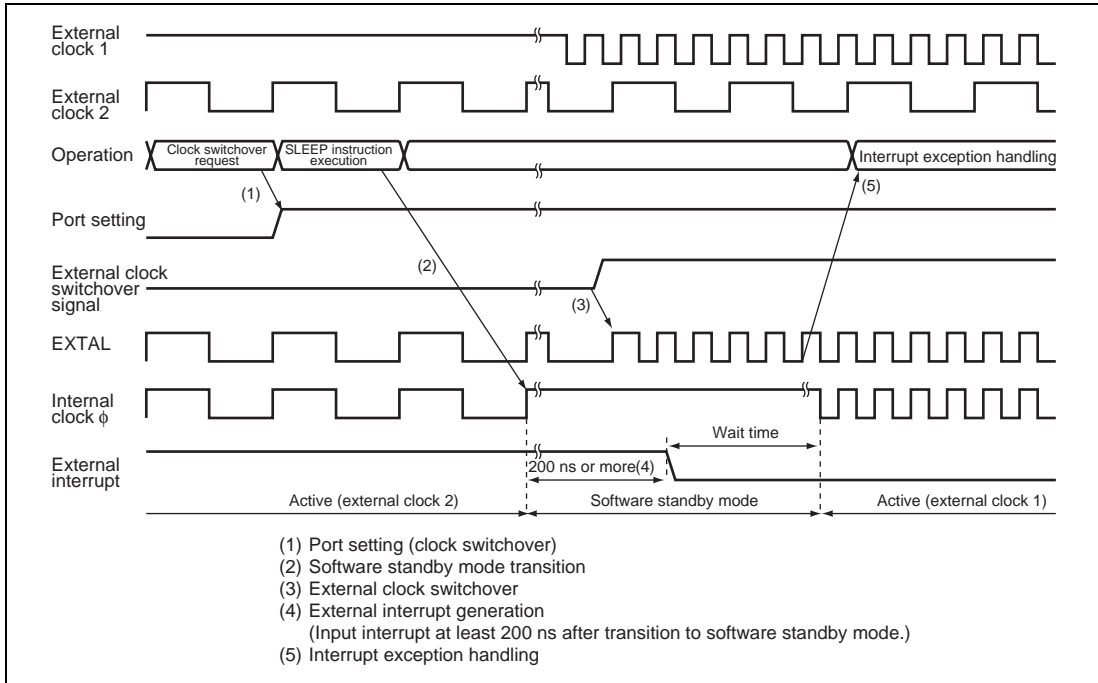 External
clock 1
External
clock 2
Operation
Clock switchover
request
SLEEP instruction
execution
Interrupt exception handling
(1)
(5)
Port setting
(2)
External clock
switchover
signal
(3)
EXTAL
Internal
clock ϕ
Wait time
External
interrupt
200 ns or more(4)
Active (external clock 2)
Software standby mode
Active (external clock 1)
(1) Port setting (clock switchover)
(2) Software standby mode transition
(3) External clock switchover
(4) External interrupt generation
(Input interrupt at least 200 ns after transition to software standby mode.)
(5) Interrupt exception handling